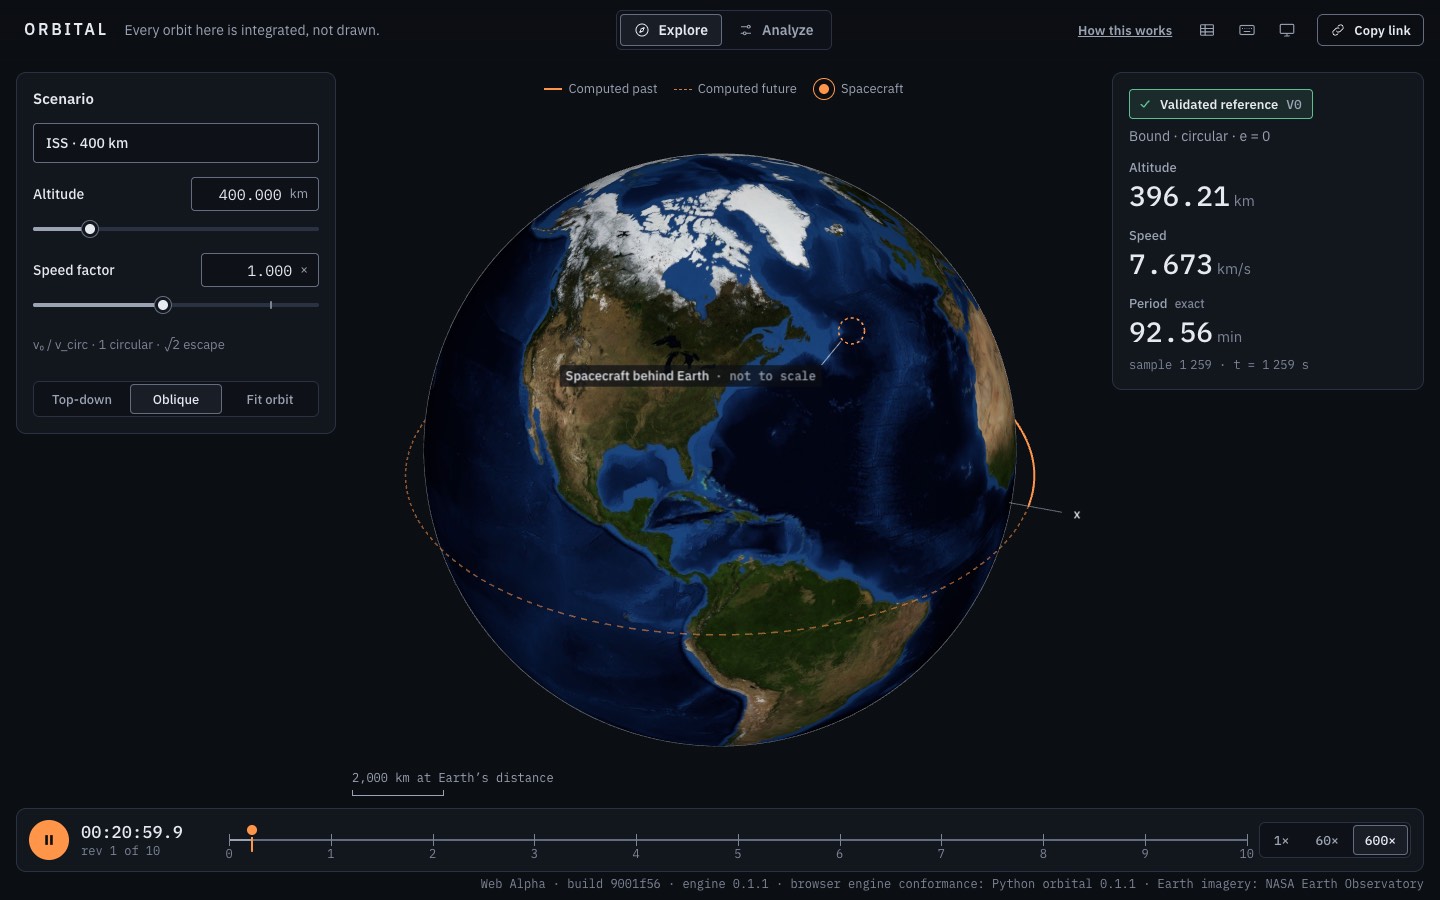 ORBITAL
Every orbit here is integrated, not drawn.
Explore
Analyze
How this works
Copy link
Scenario
ISS · 400 km
Altitude
400.000 km
Speed factor
1.000 ×
v₀ / v_circ · 1 circular · √2 escape
Top-down
Oblique
Fit orbit
Computed past
Computed future
Spacecraft
Spacecraft behind Earth · not to scale
x
2,000 km at Earth's distance
Validated reference V0
Bound · circular · e = 0
Altitude
396.21 km
Speed
7.673 km/s
Period exact
92.56 min
sample 1 259 · t = 1 259 s
00:20:59.9
rev 1 of 10
0 1 2 3 4 5 6 7 8 9 10
1×
60×
600×
Web Alpha · build 9001f56 · engine 0.1.1 · browser engine conformance: Python orbital 0.1.1 · Earth imagery: NASA Earth Observatory